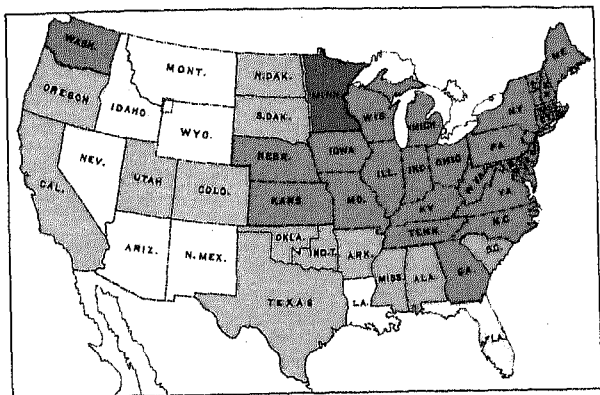 WASH.
OREGON
CAL.
IDAHO
NEV.
MONT.
WYO.
UTAH
ARIZ.
COLO.
N. MEX.
N. DAK.
S. DAK.
NEBR.
KANS
OKLA.
IND. T.
TEXAS
MINN.
IOWA
MO.
ARK.
LA.
WIS.
ILL.
MICH.
IND.
OHIO
KY
TENN.
MISS.
ALA.
GA.
FLA.
S.C.
N.C.
VA.
PA.
N.Y.
ME.